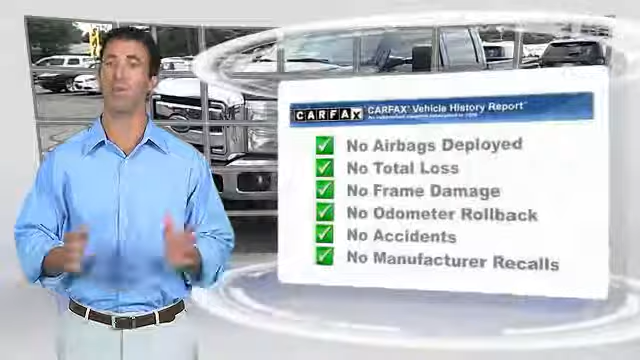 CARFAX CARFAX Vehicle History Report
No Airbags Deployed
No Total Loss
No Frame Damage
No Odometer Rollback
No Accidents
No Manufacturer Recalls